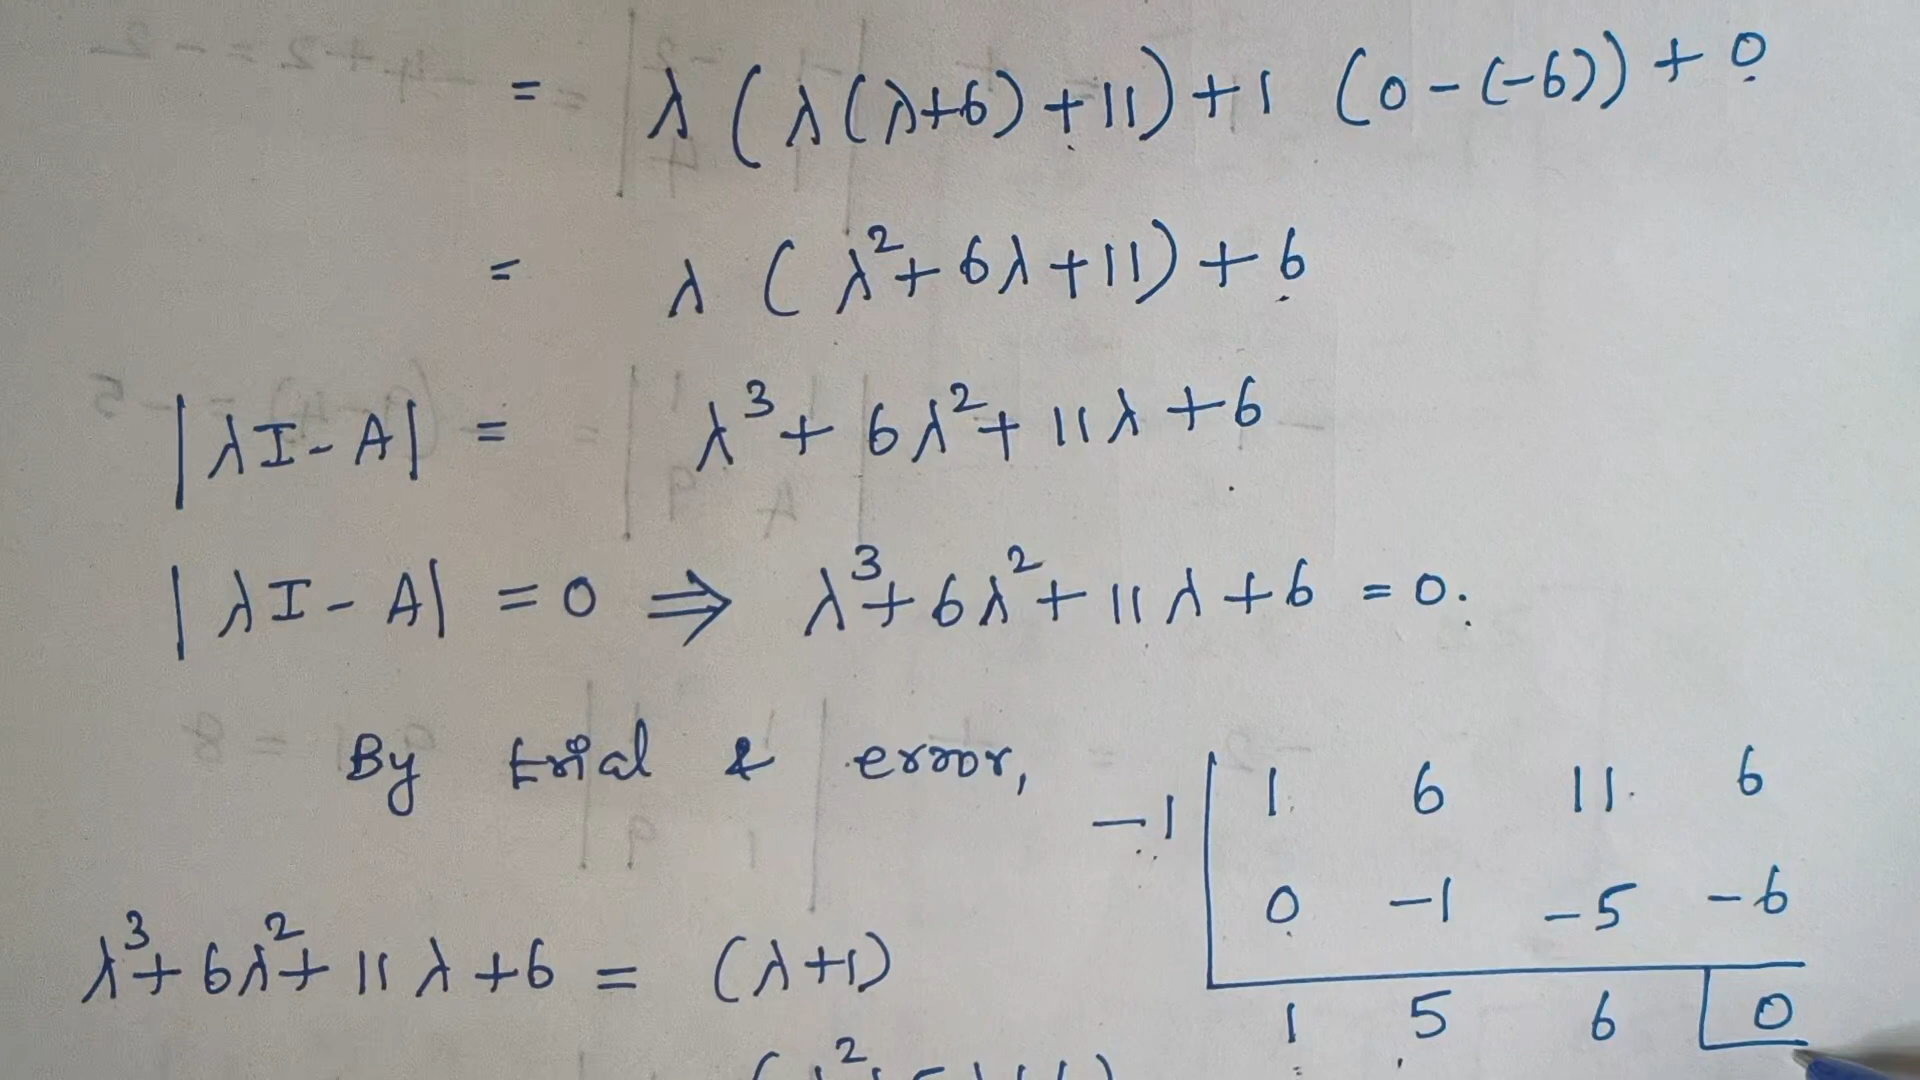 = λ (λ(λ+6)+11)+1 (0-(-6)) + 0
= λ (λ²+6λ+11)+6
|λI-A| = λ³+6λ²+11λ+6
|λI-A| =0 ⇒ λ³+6λ²+11λ+6 =0.
By trial & error,
-1 | 1 6 11 6
0 -1 -5 -6
1 5 6 | 0
λ³+6λ²+11λ+6 = (λ+1)